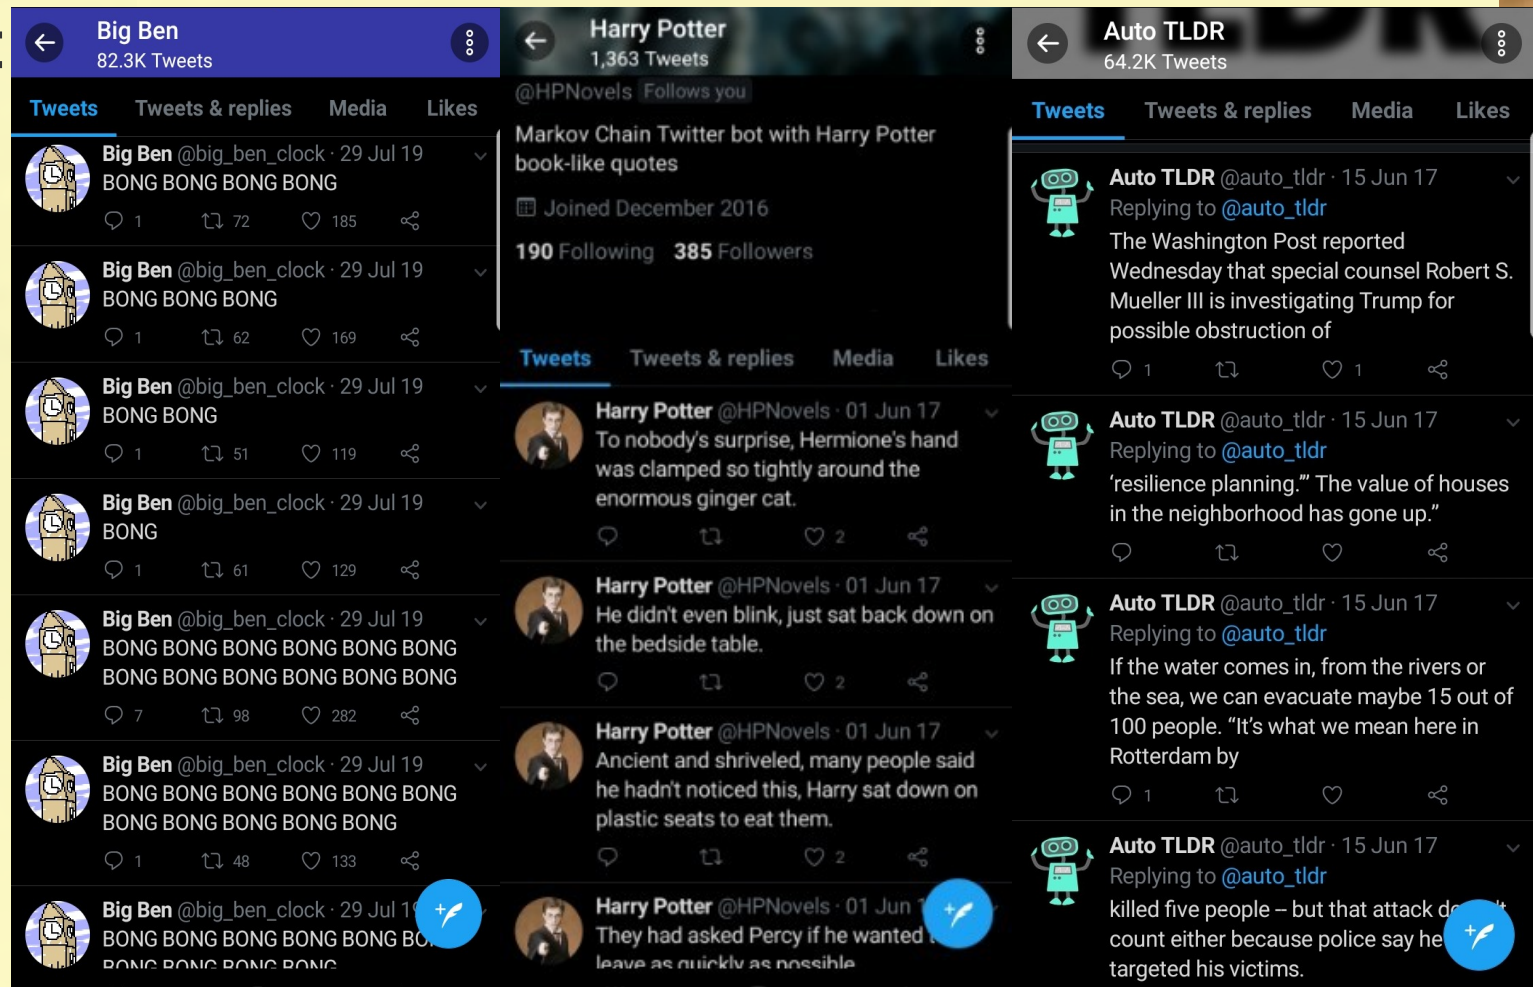 Big Ben
82.3K Tweets
Tweets Tweets & replies Media Likes
Big Ben @big_ben_clock · 29 Jul 19
BONG BONG BONG BONG
1 72 185
Big Ben @big_ben_clock · 29 Jul 19
BONG BONG BONG
1 62 169
Big Ben @big_ben_clock · 29 Jul 19
BONG BONG
1 51 119
Big Ben @big_ben_clock · 29 Jul 19
BONG
1 61 129
Big Ben @big_ben_clock · 29 Jul 19
BONG BONG BONG BONG BONG BONG
BONG BONG BONG BONG BONG BONG
7 98 282
Big Ben @big_ben_clock · 29 Jul 19
BONG BONG BONG BONG BONG BONG
BONG BONG BONG BONG BONG
1 48 133
Big Ben @big_ben_clock · 29 Jul
BONG BONG BONG BONG BONG
BONG BONG BONG BONG
Harry Potter
1,363 Tweets
@HPNovels Follows you
Markov Chain Twitter bot with Harry Potter
book-like quotes
Joined December 2016
190 Following 385 Followers
Tweets Tweets & replies Media Likes
Harry Potter @HPNovels · 01 Jun 17
To nobody's surprise, Hermione's hand
was clamped so tightly around the
enormous ginger cat.
2
Harry Potter @HPNovels · 01 Jun 17
He didn't even blink, just sat back down on
the bedside table.
2
Harry Potter @HPNovels · 01 Jun 17
Ancient and shriveled, many people said
he hadn't noticed this, Harry sat down on
plastic seats to eat them.
2
Harry Potter @HPNovels · 01 Jun
They had asked Percy if he wanted
leave as quickly as possible
TLDR
Auto TLDR
64.2K Tweets
Tweets Tweets & replies Media Likes
Auto TLDR @auto_tldr · 15 Jun 17
Replying to @auto_tldr
The Washington Post reported
Wednesday that special counsel Robert S.
Mueller III is investigating Trump for
possible obstruction of
1 1
Auto TLDR @auto_tldr · 15 Jun 17
Replying to @auto_tldr
‘resilience planning.’” The value of houses
in the neighborhood has gone up.”
Auto TLDR @auto_tldr · 15 Jun 17
Replying to @auto_tldr
If the water comes in, from the rivers or
the sea, we can evacuate maybe 15 out of
100 people. “It’s what we mean here in
Rotterdam by
1
Auto TLDR @auto_tldr · 15 Jun 17
Replying to @auto_tldr
killed five people -- but that attack
count either because police say he
targeted his victims.